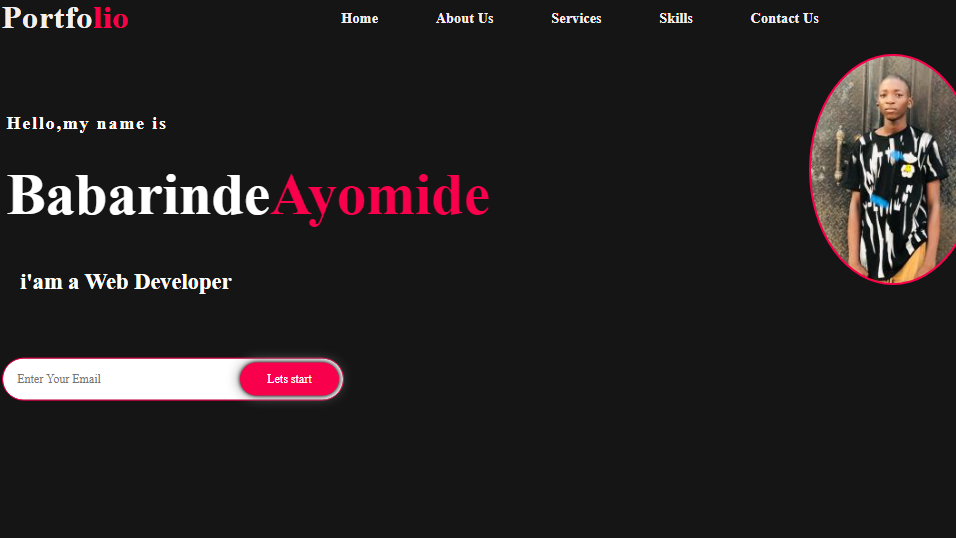 Portfolio
Home About Us Services Skills Contact Us
Hello,my name is
BabarindeAyomide
i'am a Web Developer
Enter Your Email Lets start